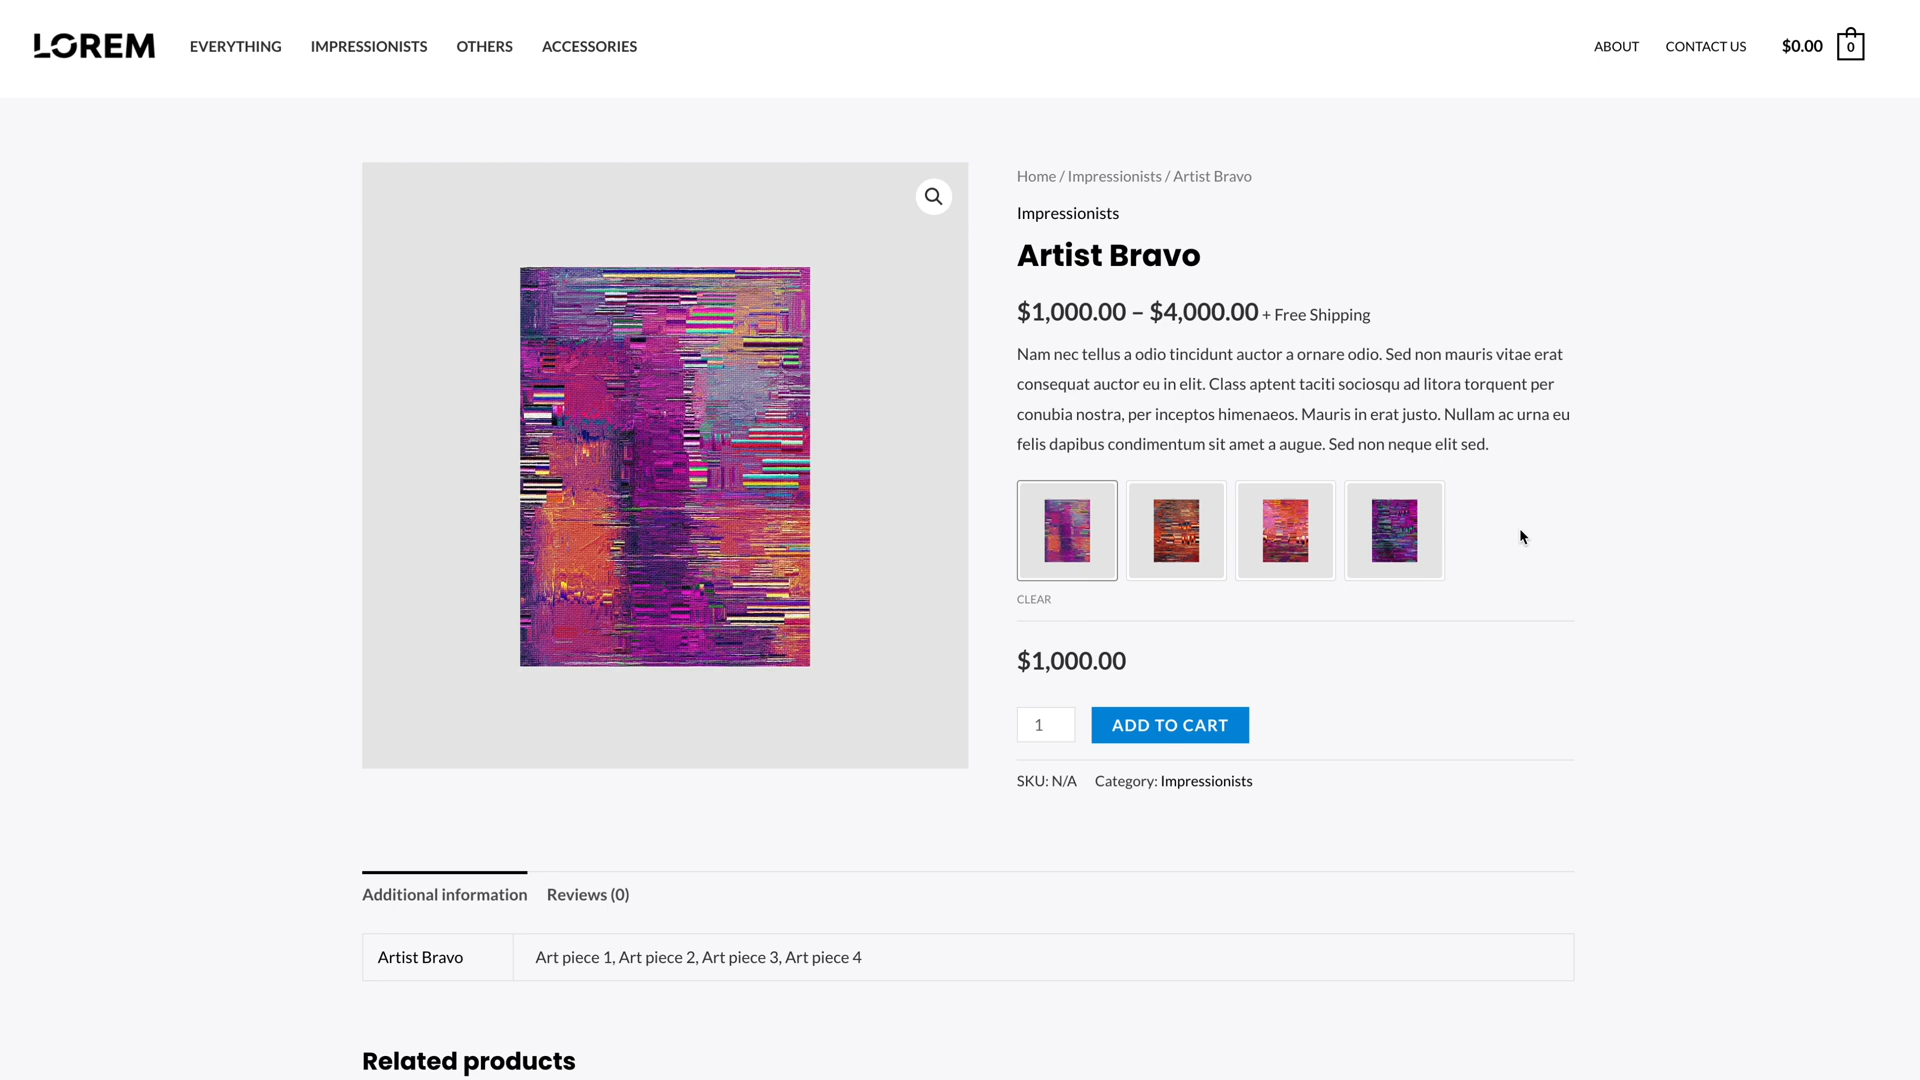 LOREM
EVERYTHING
IMPRESSIONISTS
OTHERS
ACCESSORIES
ABOUT
CONTACT US
$0.00
0
Home / Impressionists / Artist Bravo
Impressionists
Artist Bravo
$1,000.00 – $4,000.00 + Free Shipping
Nam nec tellus a odio tincidunt auctor a ornare odio. Sed non mauris vitae erat
consequat auctor eu in elit. Class aptent taciti sociosqu ad litora torquent per
conubia nostra, per inceptos himenaeos. Mauris in erat justo. Nullam ac urna eu
felis dapibus condimentum sit amet a augue. Sed non neque elit sed.
CLEAR
$1,000.00
1
ADD TO CART
SKU: N/A
Category: Impressionists
Additional information
Reviews (0)
Artist Bravo
Art piece 1, Art piece 2, Art piece 3, Art piece 4
Related products